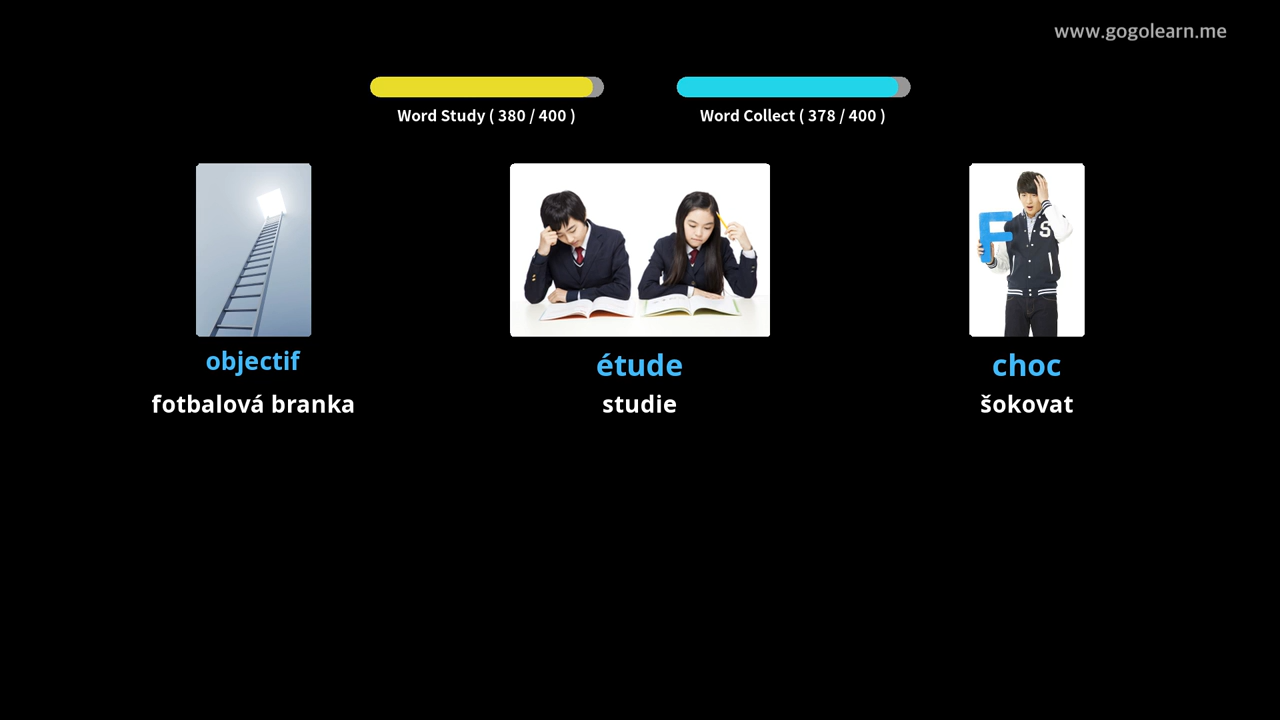 www.gogolearn.me
Word Study ( 380 / 400 )
Word Collect ( 378 / 400 )
F
S
objectif
étude
choc
fotbalová branka
studie
šokovat